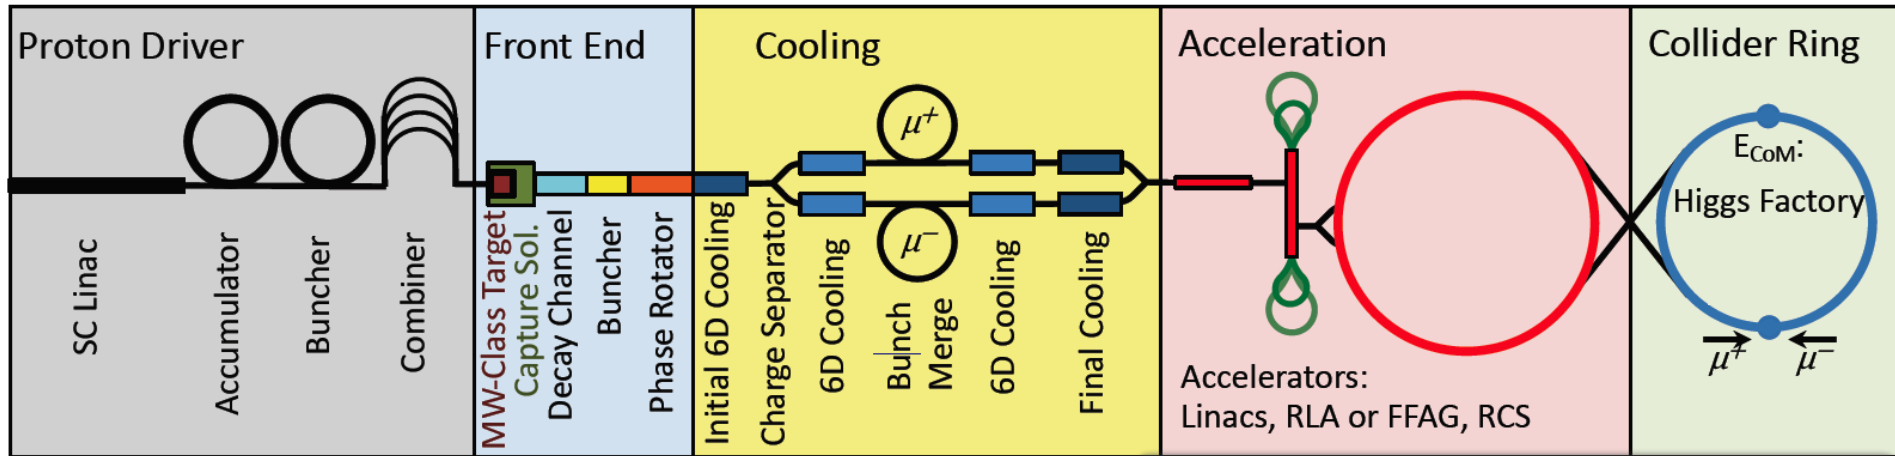 Proton Driver
SC Linac
Accumulator
Buncher
Combiner
Front End
MW-Class Target
Capture Sol.
Decay Channel
Buncher
Phase Rotator
Cooling
Initial 6D Cooling
Charge Separator
6D Cooling
μ+
μ−
Bunch
Merge
6D Cooling
Final Cooling
Acceleration
Accelerators:
Linacs, RLA or FFAG, RCS
Collider Ring
ECoM:
Higgs Factory
μ+ μ−